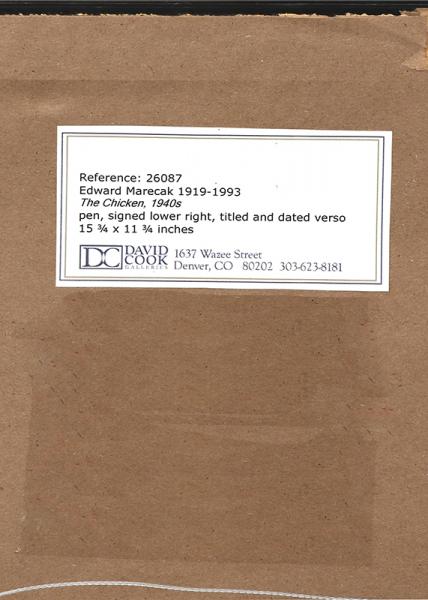 Reference: 26087
Edward Marecak 1919-1993
The Chicken, 1940s
pen, signed lower right, titled and dated verso
15 ¾ x 11 ¾ inches
DC DAVID COOK GALLERIES
1637 Wazee Street
Denver, CO 80202 303-623-8181